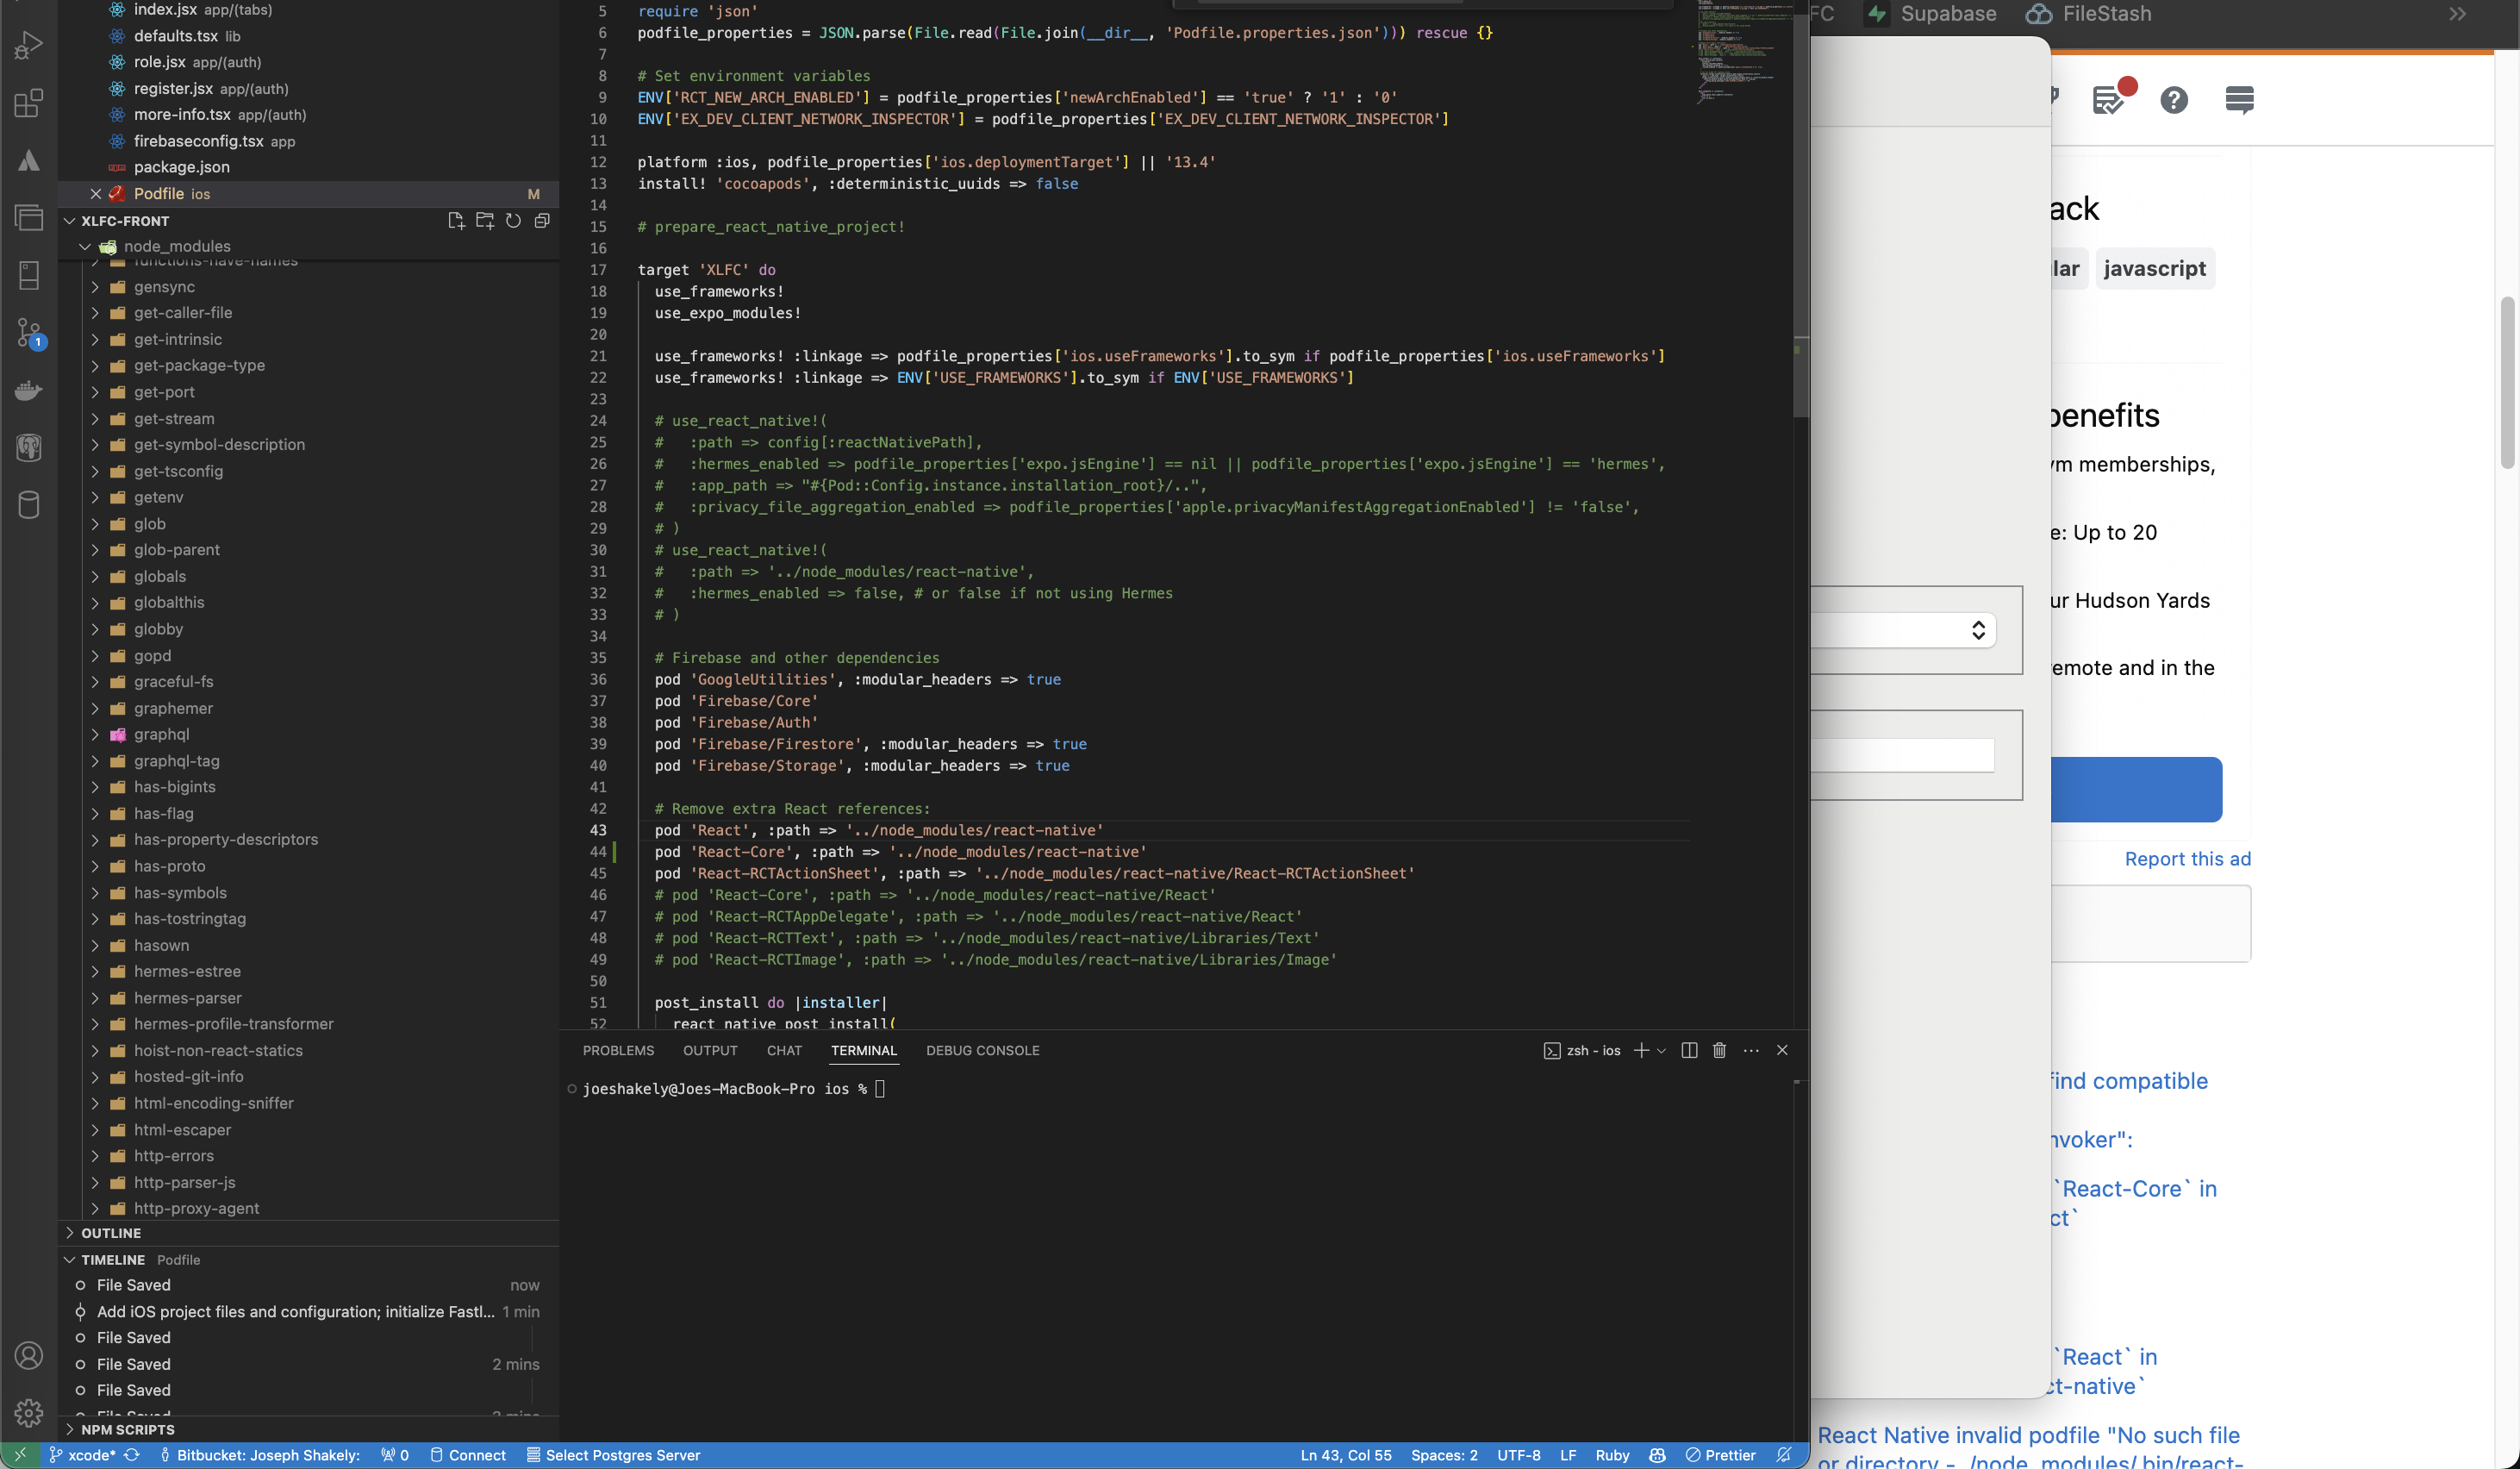 index.jsx app/(tabs)
defaults.tsx lib
role.jsx app/(auth)
register.jsx app/(auth)
more-info.tsx app/(auth)
firebaseconfig.tsx app
package.json
Podfile ios M
XLFC-FRONT
node_modules
functions-have-names
gensync
get-caller-file
get-intrinsic
get-package-type
get-port
get-stream
get-symbol-description
get-tsconfig
getenv
glob
glob-parent
globals
globalthis
globby
gopd
graceful-fs
graphemer
graphql
graphql-tag
has-bigints
has-flag
has-property-descriptors
has-proto
has-symbols
has-tostringtag
hasown
hermes-estree
hermes-parser
hermes-profile-transformer
hoist-non-react-statics
hosted-git-info
html-encoding-sniffer
html-escaper
http-errors
http-parser-js
http-proxy-agent
OUTLINE
TIMELINE Podfile
File Saved now
Add iOS project files and configuration; initialize Fastl... 1 min
File Saved
File Saved 2 mins
File Saved
NPM SCRIPTS
1
5 require 'json'
6 podfile_properties = JSON.parse(File.read(File.join(__dir__, 'Podfile.properties.json'))) rescue {}
7
8 # Set environment variables
9 ENV['RCT_NEW_ARCH_ENABLED'] = podfile_properties['newArchEnabled'] == 'true' ? '1' : '0'
10 ENV['EX_DEV_CLIENT_NETWORK_INSPECTOR'] = podfile_properties['EX_DEV_CLIENT_NETWORK_INSPECTOR']
11
12 platform :ios, podfile_properties['ios.deploymentTarget'] || '13.4'
13 install! 'cocoapods', :deterministic_uuids => false
14
15 # prepare_react_native_project!
16
17 target 'XLFC' do
18 use_frameworks!
19 use_expo_modules!
20
21 use_frameworks! :linkage => podfile_properties['ios.useFrameworks'].to_sym if podfile_properties['ios.useFrameworks']
22 use_frameworks! :linkage => ENV['USE_FRAMEWORKS'].to_sym if ENV['USE_FRAMEWORKS']
23
24 # use_react_native!(
25 #   :path => config[:reactNativePath],
26 #   :hermes_enabled => podfile_properties['expo.jsEngine'] == nil || podfile_properties['expo.jsEngine'] == 'hermes',
27 #   :app_path => "#{Pod::Config.instance.installation_root}/..",
28 #   :privacy_file_aggregation_enabled => podfile_properties['apple.privacyManifestAggregationEnabled'] != 'false',
29 # )
30 # use_react_native!(
31 #   :path => '../node_modules/react-native',
32 #   :hermes_enabled => false, # or false if not using Hermes
33 # )
34
35 # Firebase and other dependencies
36 pod 'GoogleUtilities', :modular_headers => true
37 pod 'Firebase/Core'
38 pod 'Firebase/Auth'
39 pod 'Firebase/Firestore', :modular_headers => true
40 pod 'Firebase/Storage', :modular_headers => true
41
42 # Remove extra React references:
43 pod 'React', :path => '../node_modules/react-native'
44 pod 'React-Core', :path => '../node_modules/react-native'
45 pod 'React-RCTActionSheet', :path => '../node_modules/react-native/React-RCTActionSheet'
46 # pod 'React-Core', :path => '../node_modules/react-native/React'
47 # pod 'React-RCTAppDelegate', :path => '../node_modules/react-native/React'
48 # pod 'React-RCTText', :path => '../node_modules/react-native/Libraries/Text'
49 # pod 'React-RCTImage', :path => '../node_modules/react-native/Libraries/Image'
50
51 post_install do |installer|
52 react_native_post_install(
PROBLEMS OUTPUT CHAT TERMINAL DEBUG CONSOLE zsh - ios
joeshakely@Joes-MacBook-Pro ios %
xcode* Bitbucket: Joseph Shakely: 0 Connect Select Postgres Server Ln 43, Col 55 Spaces: 2 UTF-8 LF Ruby Prettier
FC Supabase FileStash
ack
lar javascript
benefits
ym memberships,
e: Up to 20
ur Hudson Yards
emote and in the
Report this ad
find compatible
nvoker":
`React-Core` in
ct`
`React` in
ct-native`
React Native invalid podfile "No such file
or directory - ./node_modules/.bin/react-